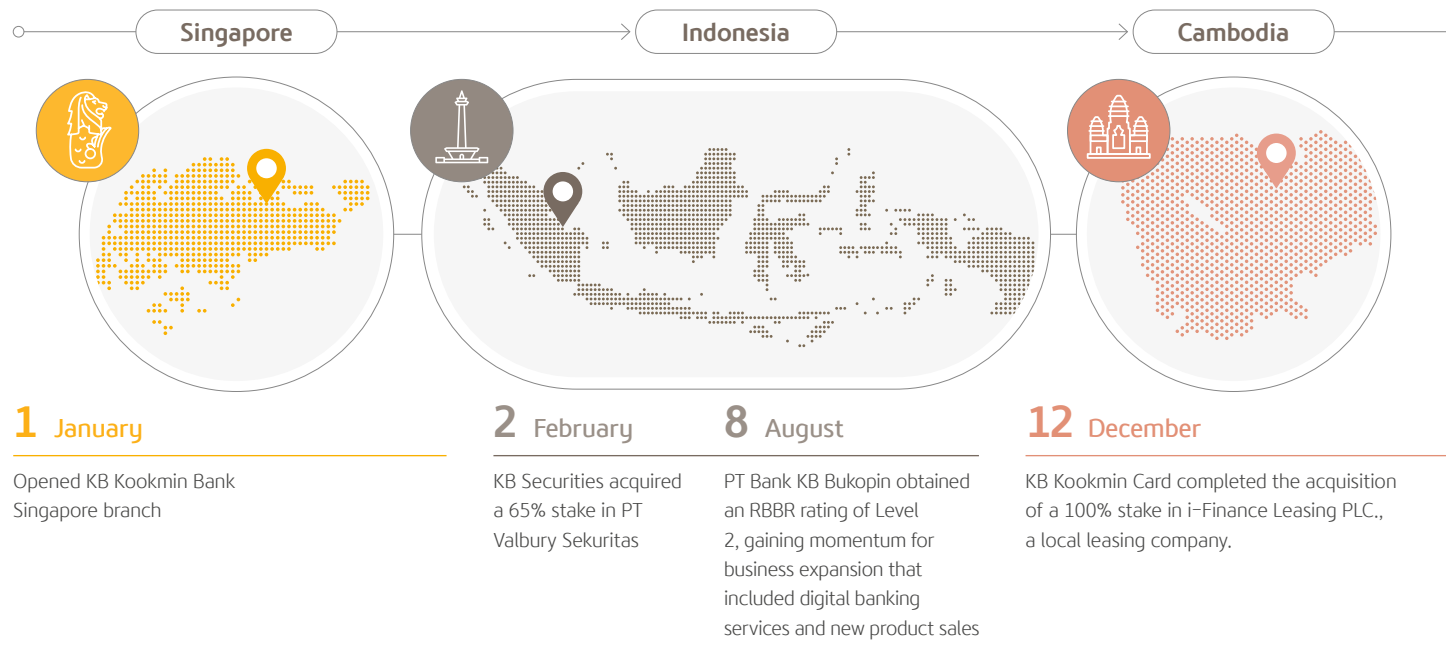 Singapore
Indonesia
Cambodia
1 January
Opened KB Kookmin Bank
Singapore branch
2 February
KB Securities acquired
a 65% stake in PT
Valbury Sekuritas
8 August
PT Bank KB Bukopin obtained
an RBBR rating of Level
2, gaining momentum for
business expansion that
included digital banking
services and new product sales
12 December
KB Kookmin Card completed the acquisition
of a 100% stake in i-Finance Leasing PLC.,
a local leasing company.